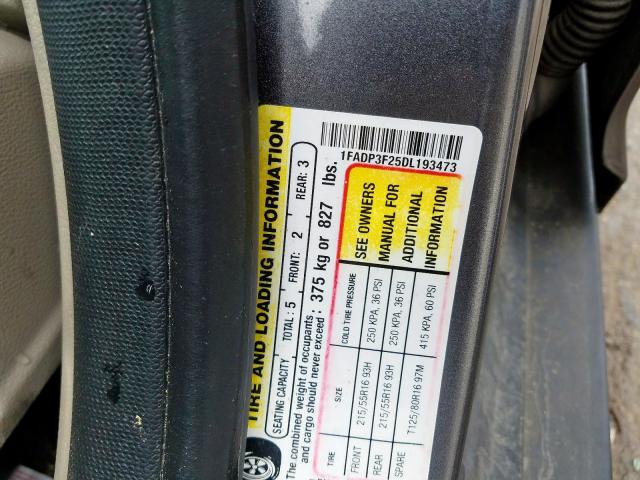 TIRE AND LOADING INFORMATION
SEATING CAPACITY TOTAL: 5 FRONT: 2 REAR: 3
The combined weight of occupants
and cargo should never exceed: 375 kg or 827 lbs.
TIRE SIZE COLD TIRE PRESSURE
FRONT 215/55R16 93H 250 KPA, 36 PSI
REAR 215/55R16 93H 250 KPA, 36 PSI
SPARE T125/80R16 97M 415 KPA, 60 PSI
SEE OWNERS
MANUAL FOR
ADDITIONAL
INFORMATION
1FADP3F25DL193473